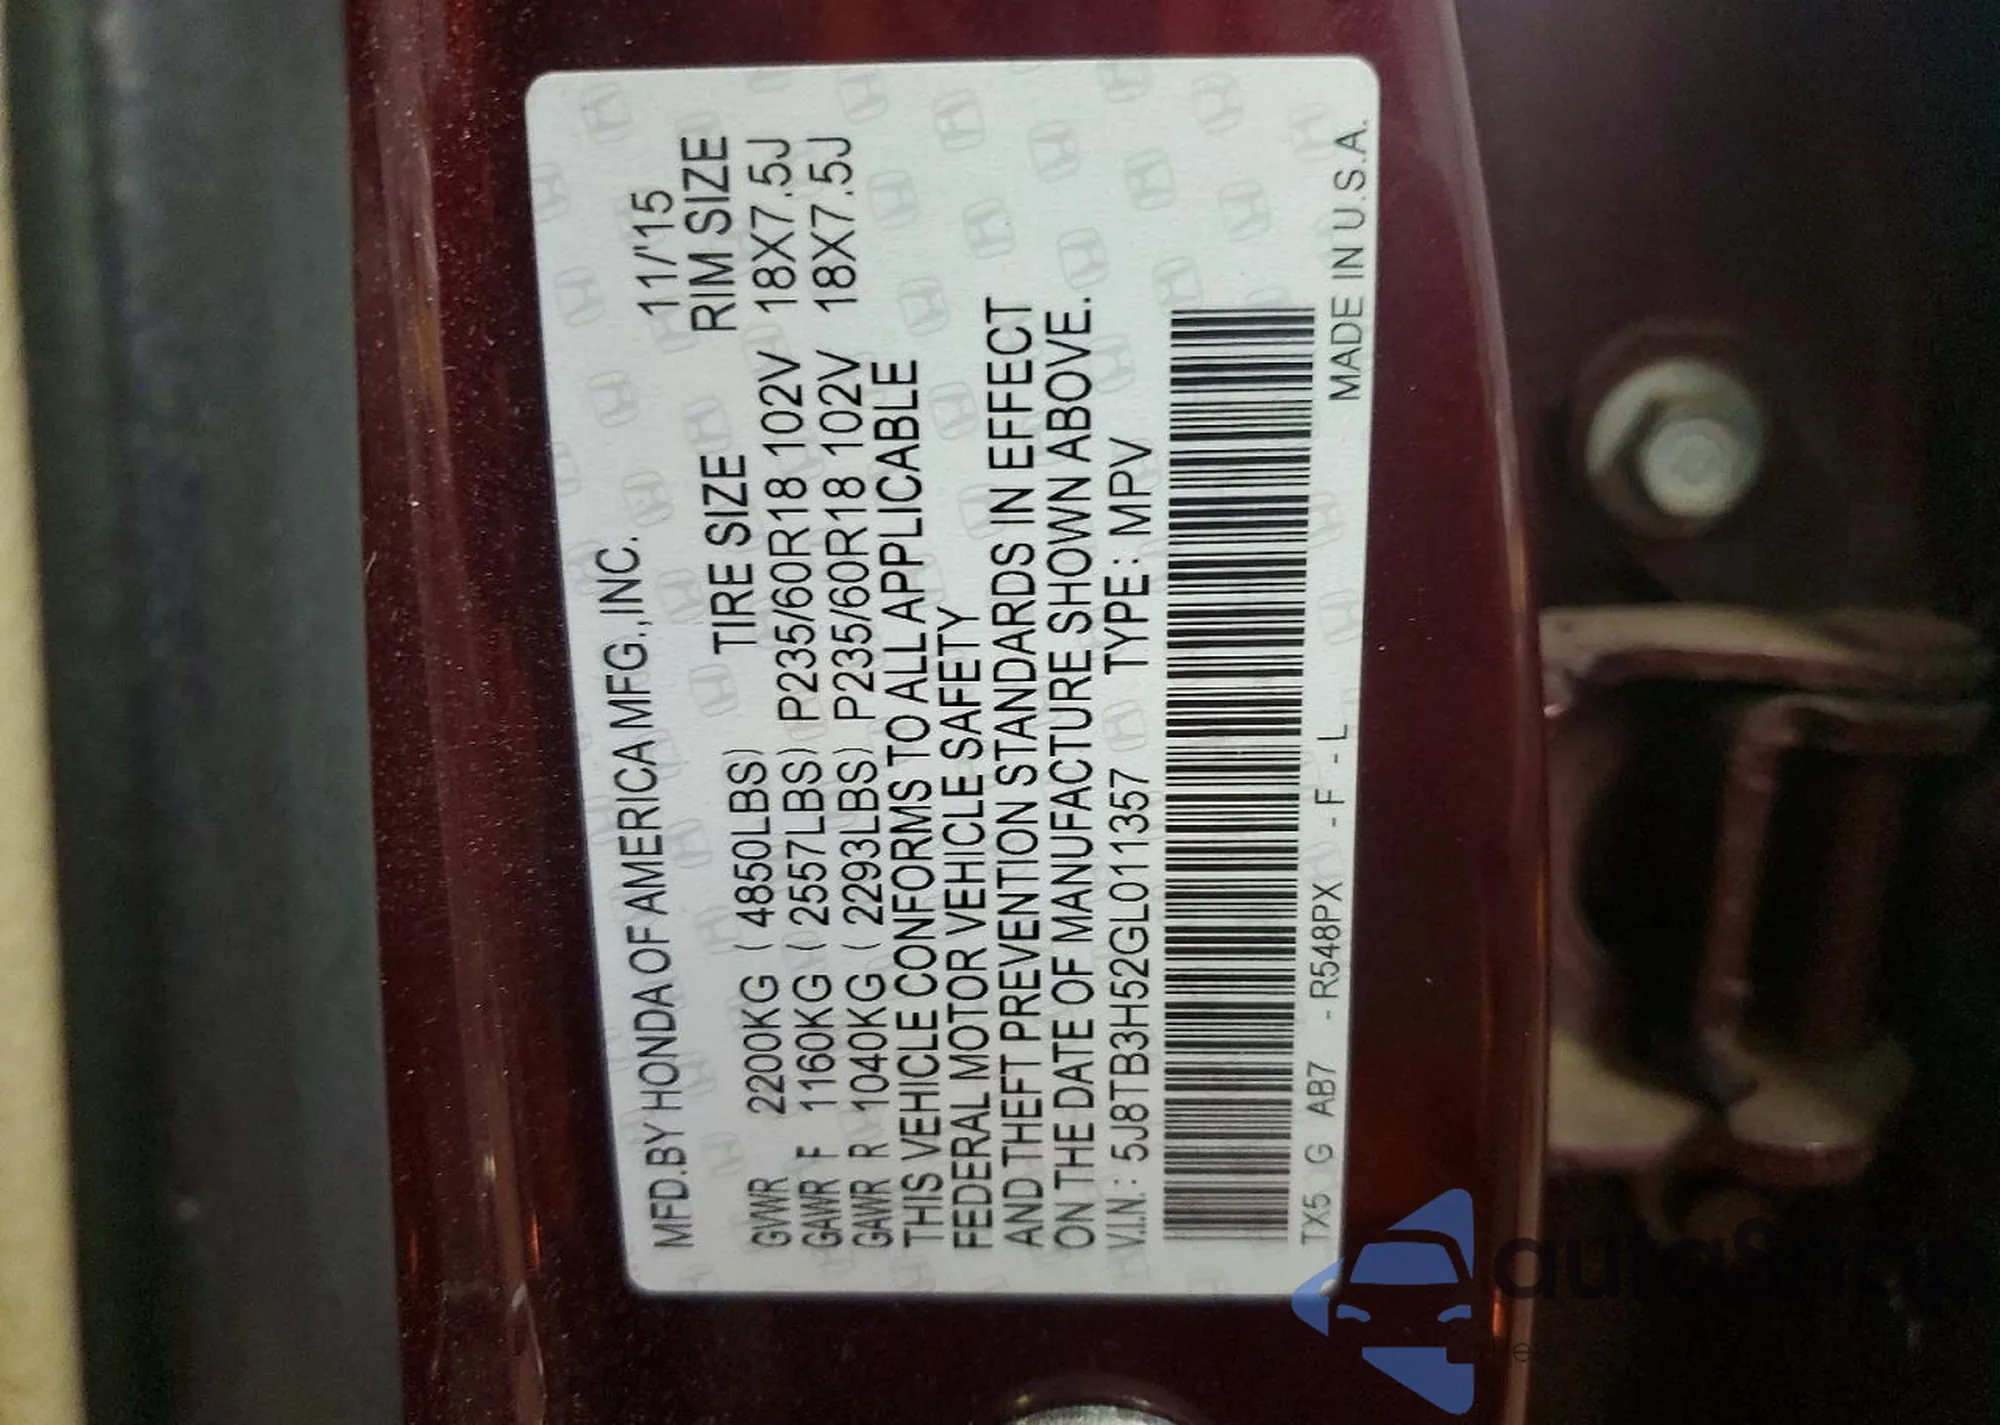 MFD.BY HONDA OF AMERICA MFG.,INC. 11/'15
TIRE SIZE RIM SIZE
GVWR 2200KG ( 4850LBS)
GAWR F 1160KG ( 2557LBS) P235/60R18 102V 18X7.5J
GAWR R 1040KG ( 2293LBS) P235/60R18 102V 18X7.5J
THIS VEHICLE CONFORMS TO ALL APPLICABLE
FEDERAL MOTOR VEHICLE SAFETY
AND THEFT PREVENTION STANDARDS IN EFFECT
ON THE DATE OF MANUFACTURE SHOWN ABOVE.
V.I.N.: 5J8TB3H52GL011357 TYPE: MPV
TX5 G AB7 - R548PX - F - L MADE IN U.S.A.